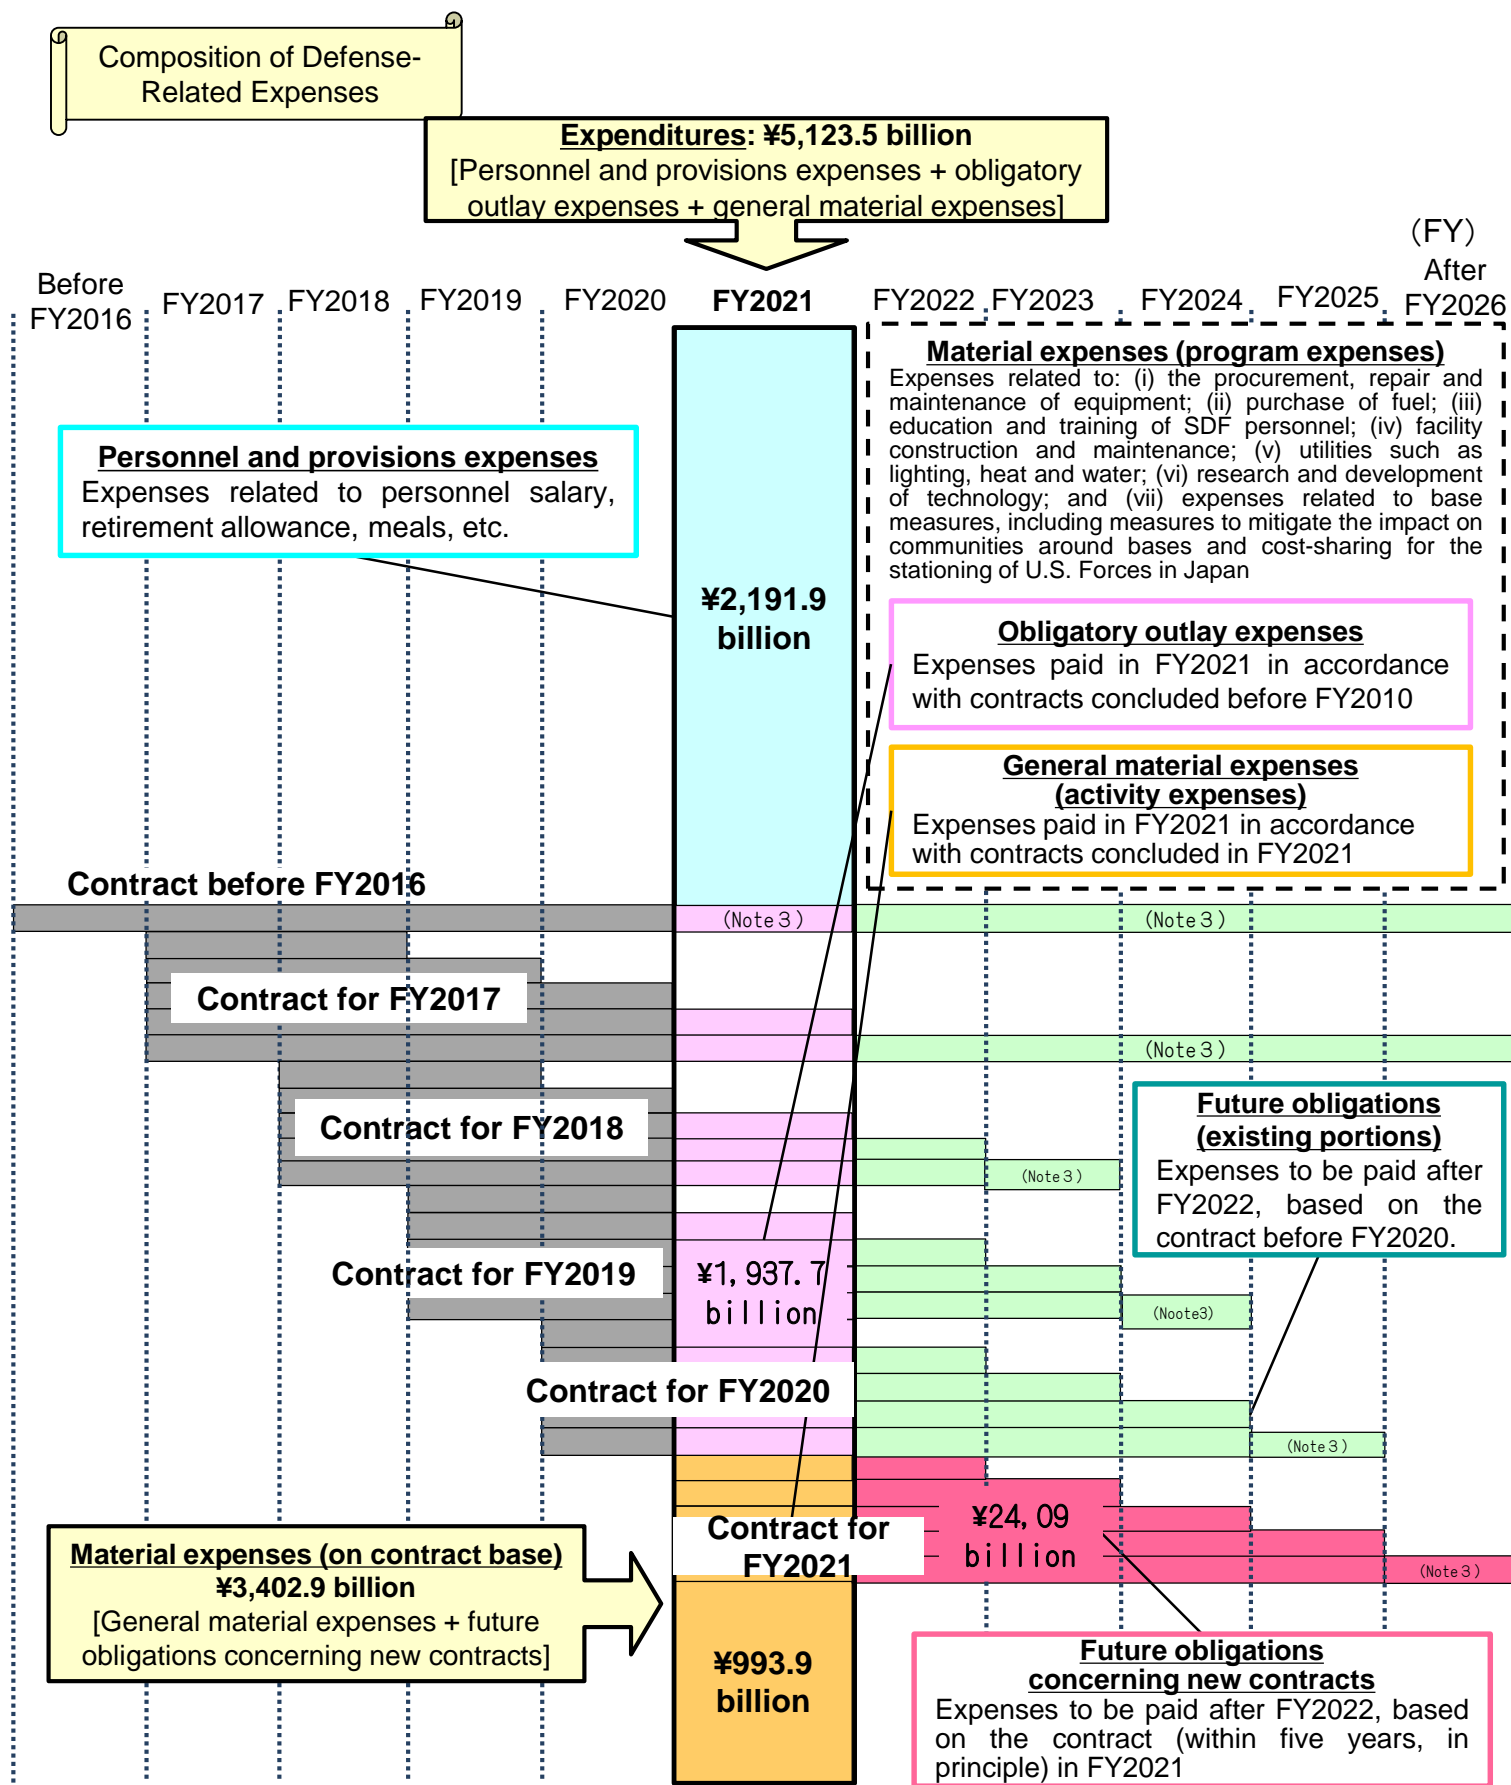 Composition of Defense-
Related Expenses
Expenditures: ¥5,123.5 billion
[Personnel and provisions expenses + obligatory
outlay expenses + general material expenses]
(FY)
Before
FY2016
FY2017
FY2018
FY2019
FY2020
FY2021
FY2022
FY2023
FY2024
FY2025
After
FY2026
Material expenses (program expenses)
Expenses related to: (i) the procurement, repair and
maintenance of equipment; (ii) purchase of fuel; (iii)
education and training of SDF personnel; (iv) facility
construction and maintenance; (v) utilities such as
lighting, heat and water; (vi) research and development
of technology; and (vii) expenses related to base
measures, including measures to mitigate the impact on
communities around bases and cost-sharing for the
stationing of U.S. Forces in Japan
Personnel and provisions expenses
Expenses related to personnel salary,
retirement allowance, meals, etc.
¥2,191.9
billion
Obligatory outlay expenses
Expenses paid in FY2021 in accordance
with contracts concluded before FY2010
General material expenses
(activity expenses)
Expenses paid in FY2021 in accordance
with contracts concluded in FY2021
Contract before FY2016
(Note3)
(Note3)
Contract for FY2017
(Note3)
Contract for FY2018
(Note3)
Future obligations
(existing portions)
Expenses to be paid after
FY2022, based on the
contract before FY2020.
Contract for FY2019
¥1,937.7
billion
(Noote3)
Contract for FY2020
(Note3)
Contract for
FY2021
¥24,09
billion
(Note3)
Material expenses (on contract base)
¥3,402.9 billion
[General material expenses + future
obligations concerning new contracts]
¥993.9
billion
Future obligations
concerning new contracts
Expenses to be paid after FY2022, based
on the contract (within five years, in
principle) in FY2021